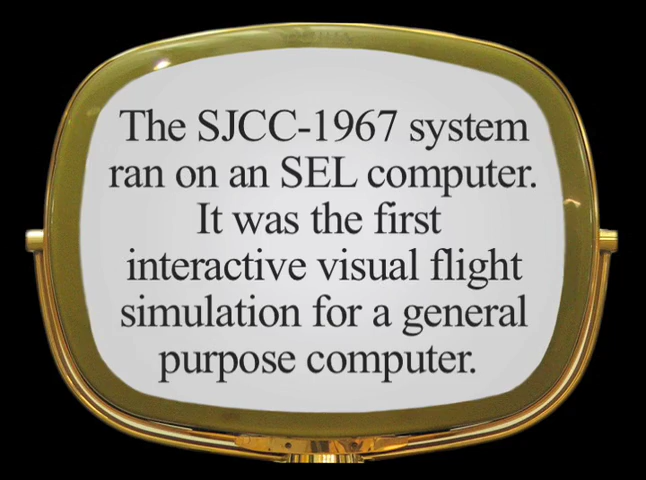 The SJCC-1967 system
ran on an SEL computer.
It was the first
interactive visual flight
simulation for a general
purpose computer.